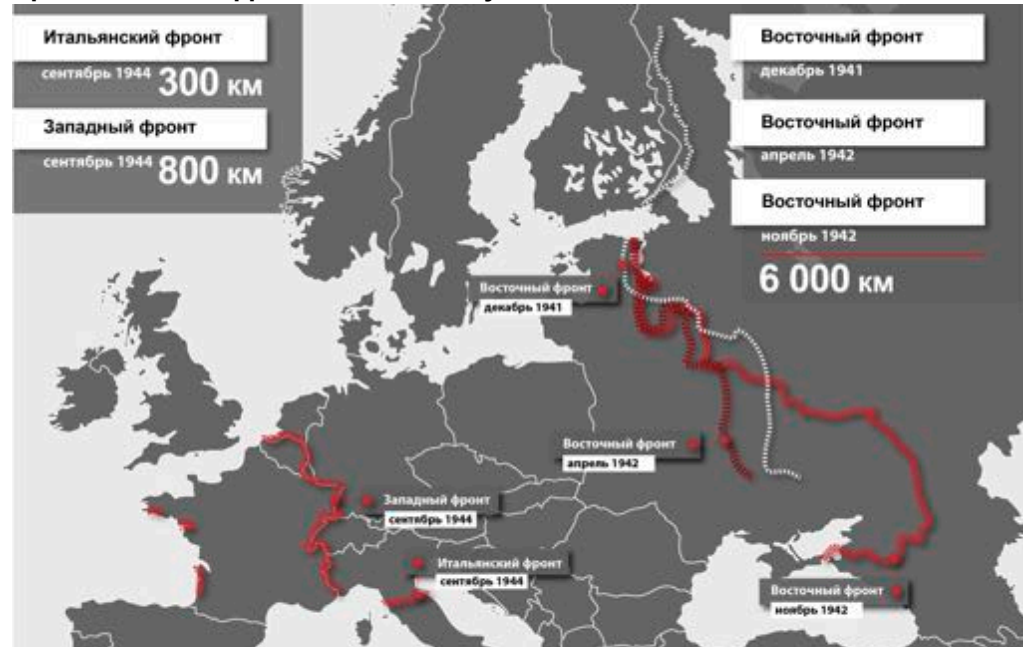 Итальянский фронт
сентябрь 1944 300 км
Западный фронт
сентябрь 1944 800 км
Восточный фронт
декабрь 1941
Восточный фронт
апрель 1942
Восточный фронт
ноябрь 1942
6 000 км
Восточный фронт
декабрь 1941
Восточный фронт
апрель 1942
Западный фронт
сентябрь 1944
Итальянский фронт
сентябрь 1944
Восточный фронт
ноябрь 1942